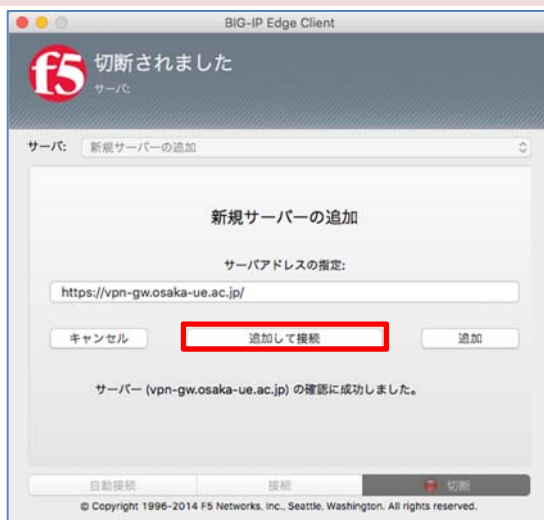 BIG-IP Edge Client
f5
切断されました
サーバ:
サーバ: 新規サーバーの追加
新規サーバーの追加
サーバアドレスの指定:
https://vpn-gw.osaka-ue.ac.jp/
キャンセル 追加して接続 追加
サーバー (vpn-gw.osaka-ue.ac.jp) の確認に成功しました。
自動接続 接続 切断
© Copyright 1996-2014 F5 Networks, Inc., Seattle, Washington. All rights reserved.